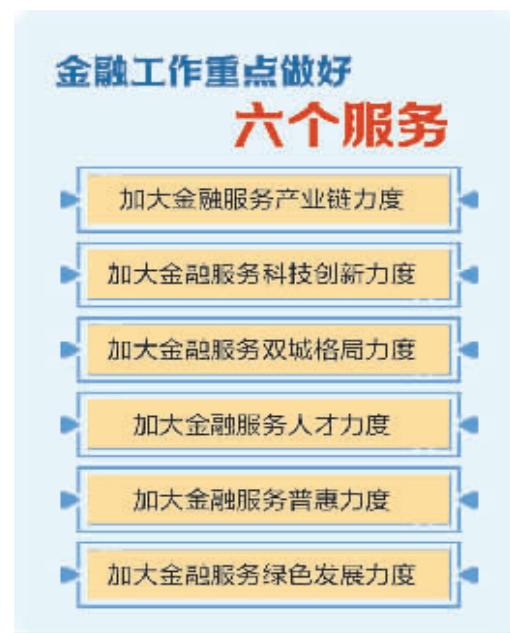 金融工作重点做好
六个服务
加大金融服务产业链力度
加大金融服务科技创新力度
加大金融服务双城格局力度
加大金融服务人才力度
加大金融服务普惠力度
加大金融服务绿色发展力度